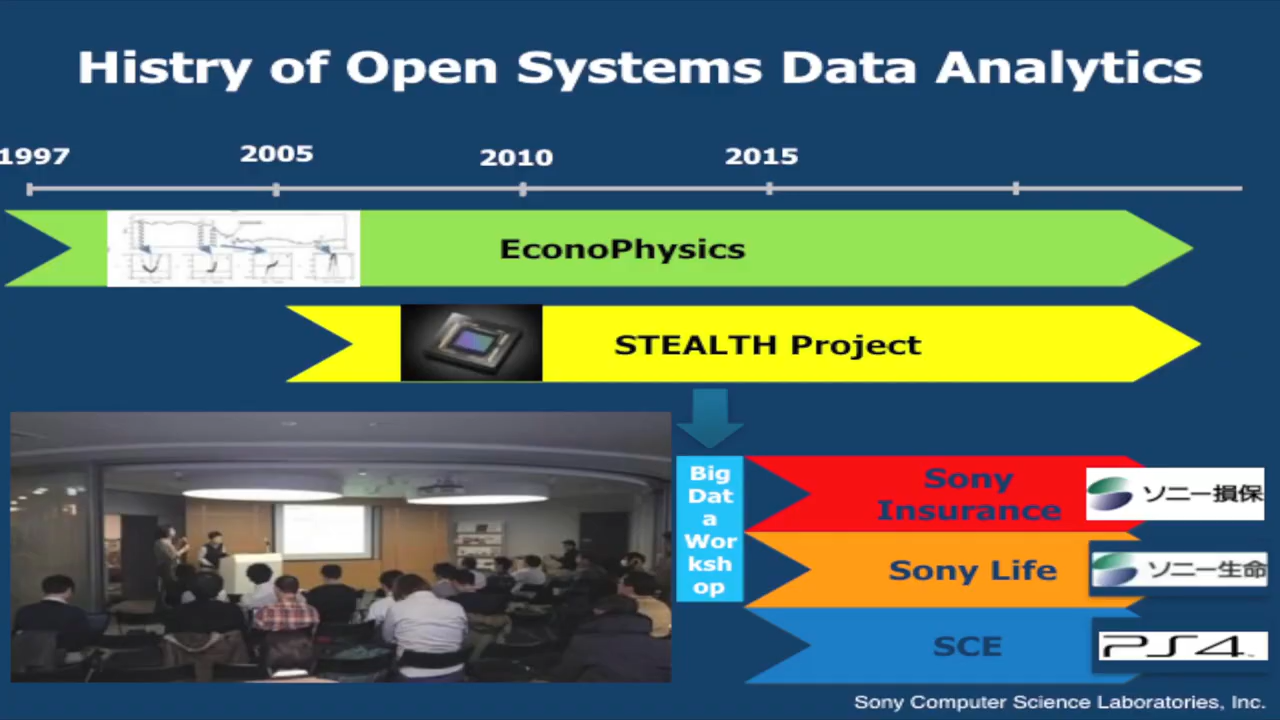 Histry of Open Systems Data Analytics
1997
2005
2010
2015
EconoPhysics
STEALTH Project
Big
Dat
a
Wor
ksh
op
Sony
Insurance
ソニー損保
Sony Life
ソニー生命
SCE
PS4
Sony Computer Science Laboratories, Inc.